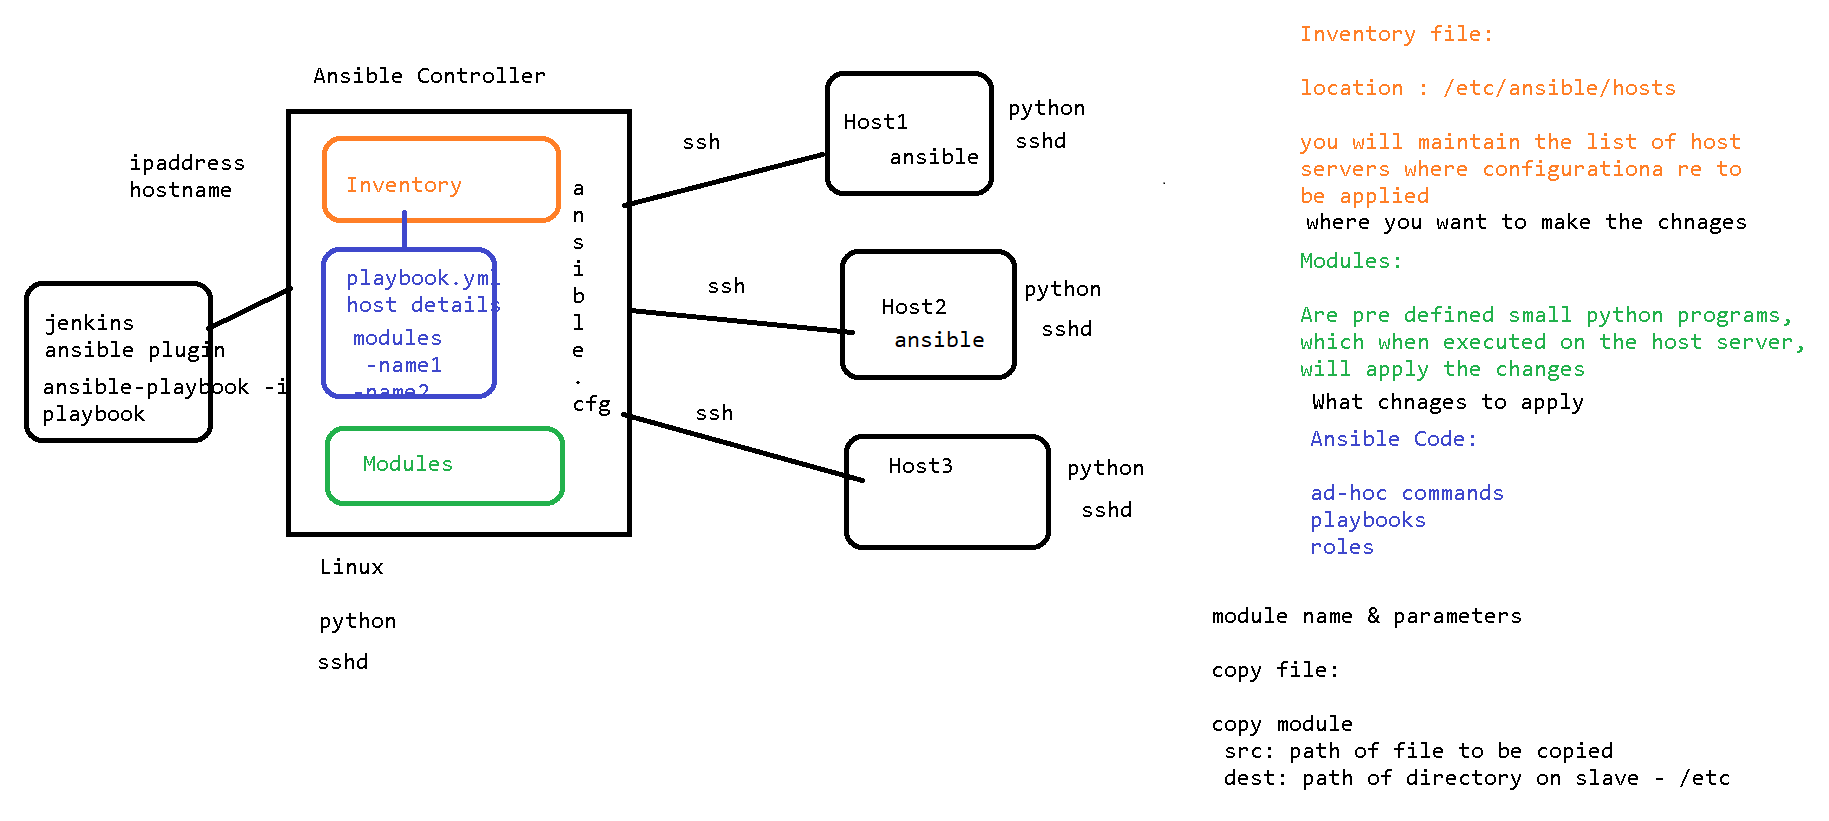 Ansible Controller
ipaddress
hostname
Inventory
playbook.yml
host details
modules
-name1
-name2
Modules
a
n
s
i
b
l
e
.
cfg
jenkins
ansible plugin
ansible-playbook -i
playbook
Linux
python
sshd
ssh
Host1
ansible
python
sshd
ssh
Host2
ansible
python
sshd
ssh
Host3
python
sshd
Inventory file:
location : /etc/ansible/hosts
you will maintain the list of host
servers where configurationa re to
be applied
where you want to make the chnages
Modules:
Are pre defined small python programs,
which when executed on the host server,
will apply the changes
What chnages to apply
Ansible Code:
ad-hoc commands
playbooks
roles
module name & parameters
copy file:
copy module
src: path of file to be copied
dest: path of directory on slave - /etc